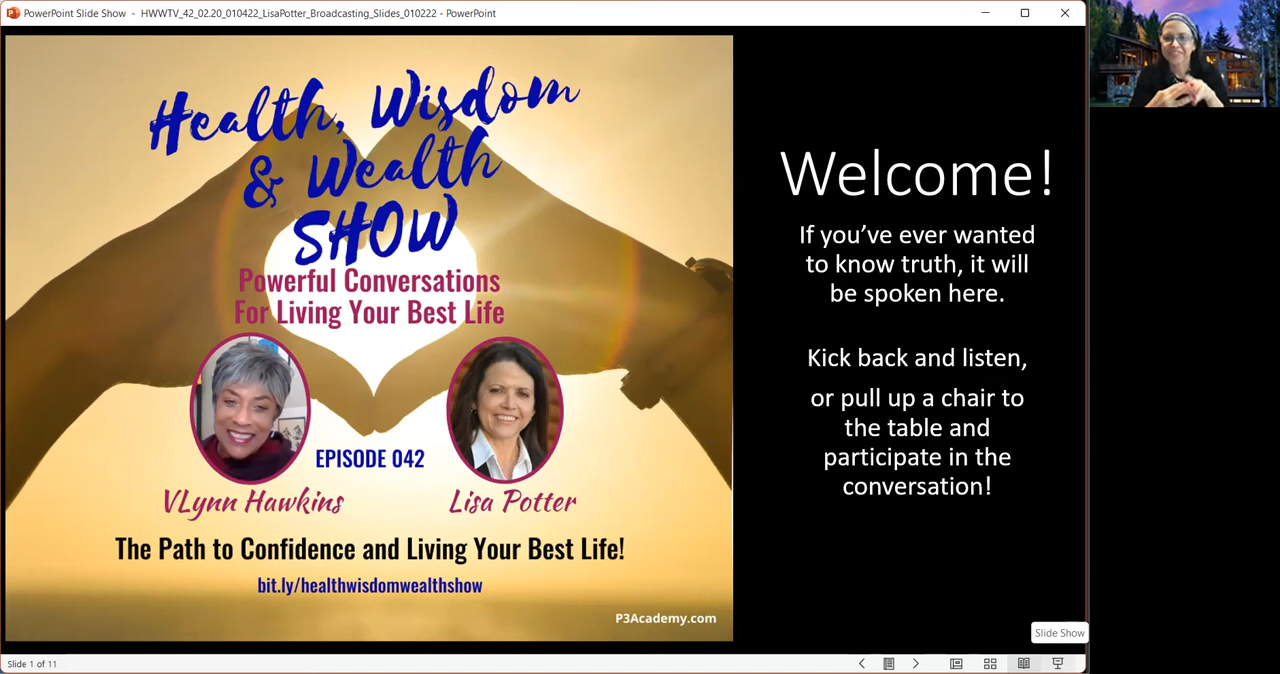 PowerPoint Slide Show - HWWTV_42_02.20_010422_LisaPotter_Broadcasting_Slides_010222 - PowerPoint
Health, Wisdom
& Wealth
SHOW
Powerful Conversations
For Living Your Best Life
EPISODE 042
VLynn Hawkins
Lisa Potter
The Path to Confidence and Living Your Best Life!
bit.ly/healthwisdomwealthshow
P3Academy.com
Welcome!
If you’ve ever wanted
to know truth, it will
be spoken here.
Kick back and listen,
or pull up a chair to
the table and
participate in the
conversation!
Slide Show
Slide 1 of 11